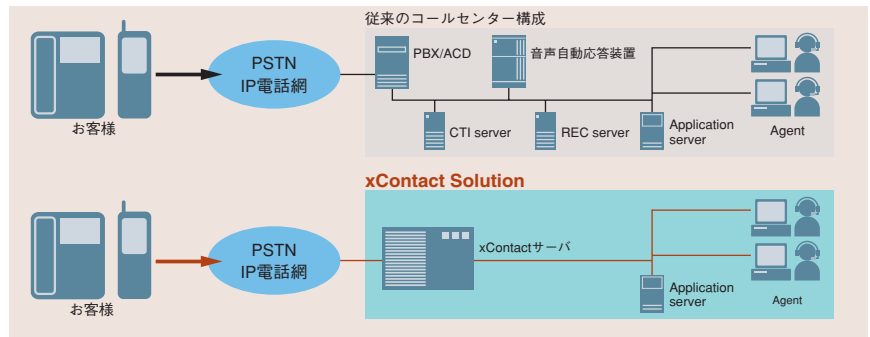 従来のコールセンター構成
PSTN
IP電話網
お客様
PBX/ACD
音声自動応答装置
CTI server
REC server
Application
server
Agent
xContact Solution
PSTN
IP電話網
お客様
xContactサーバ
Application
server
Agent